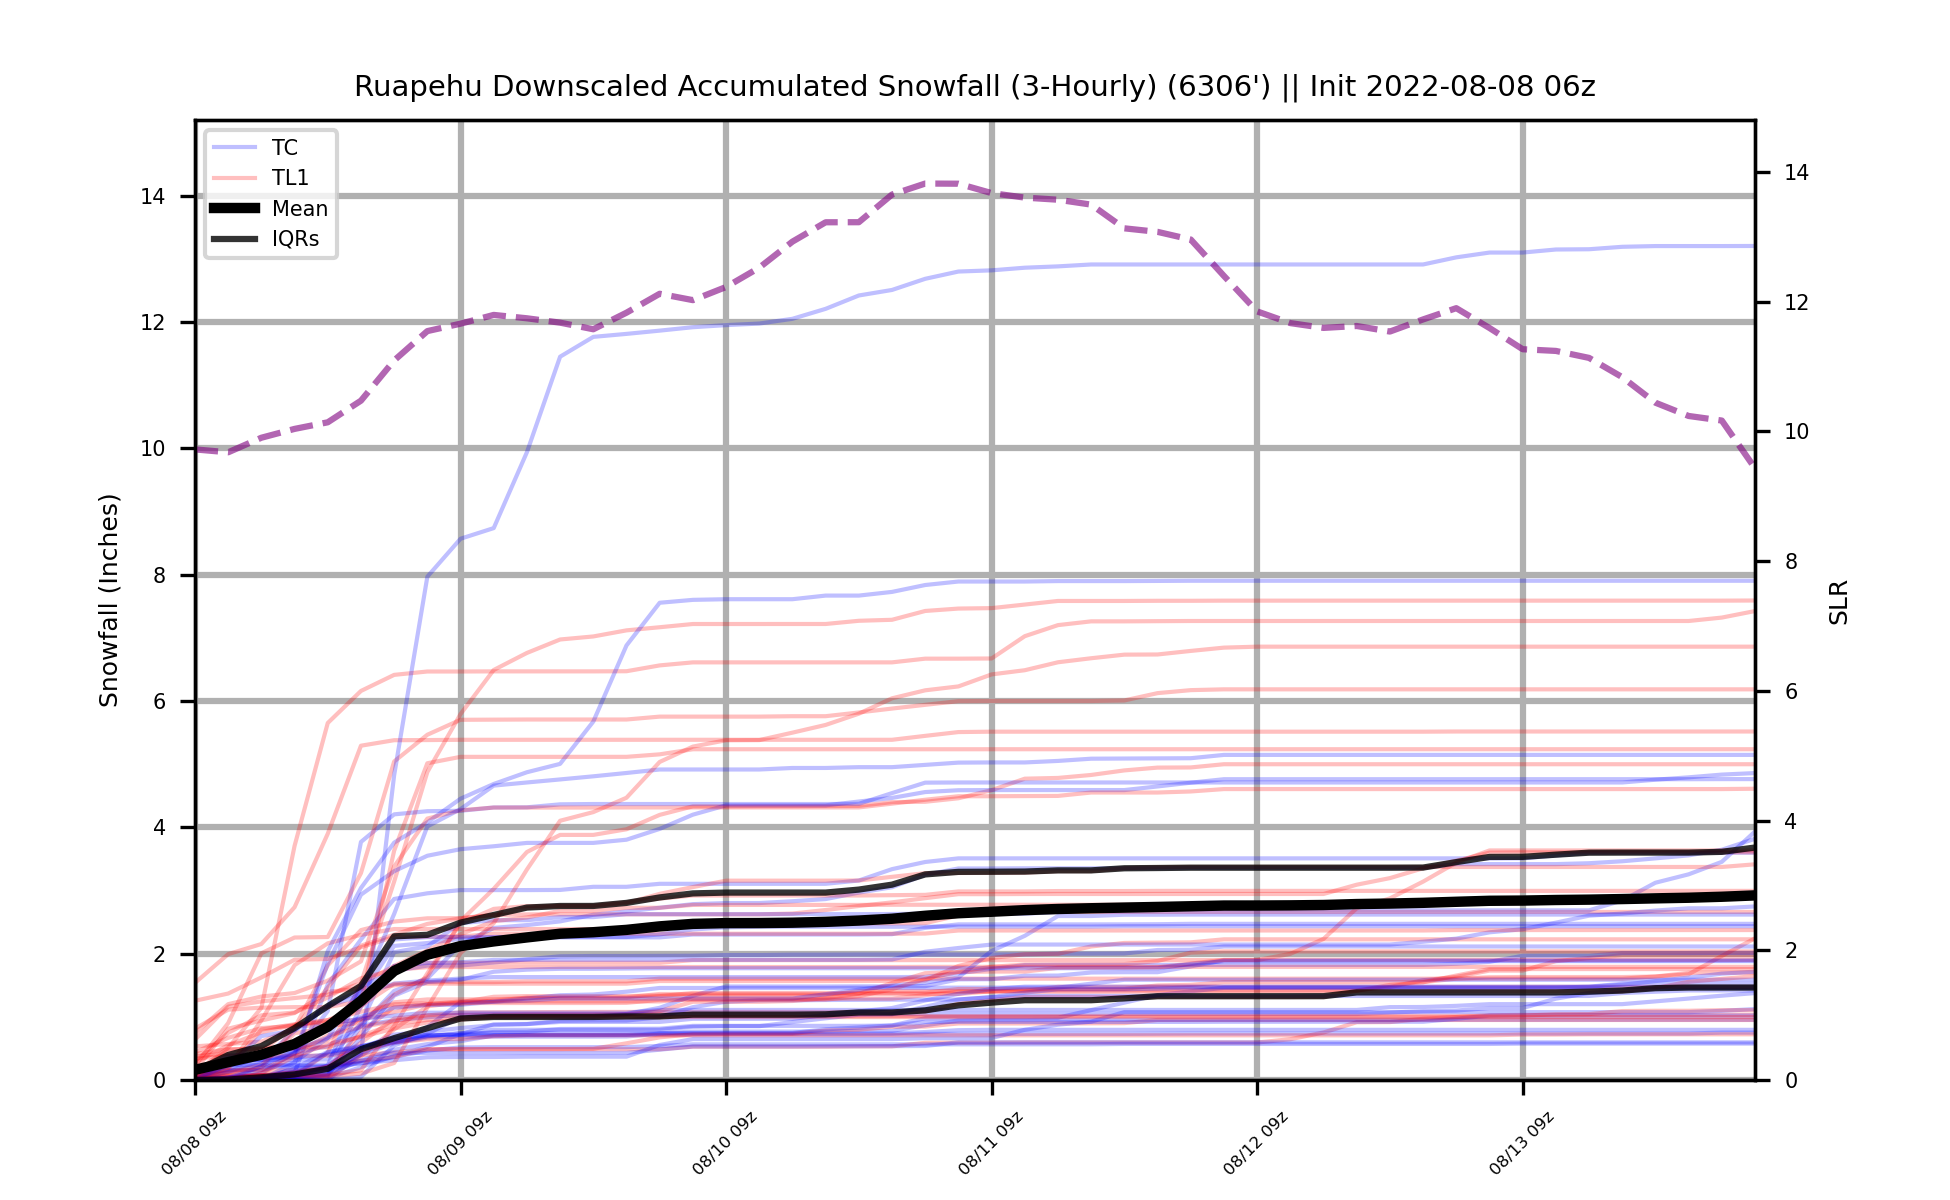 Ruapehu Downscaled Accumulated Snowfall (3-Hourly) (6306') || Init 2022-08-08 06z
TC
TL1
Mean
IQRs
Snowfall (Inches)
14
12
10
8
6
4
2
0
14
12
10
8
6
4
2
0
SLR
08/08 09z
08/09 09z
08/10 09z
08/11 09z
08/12 09z
08/13 09z